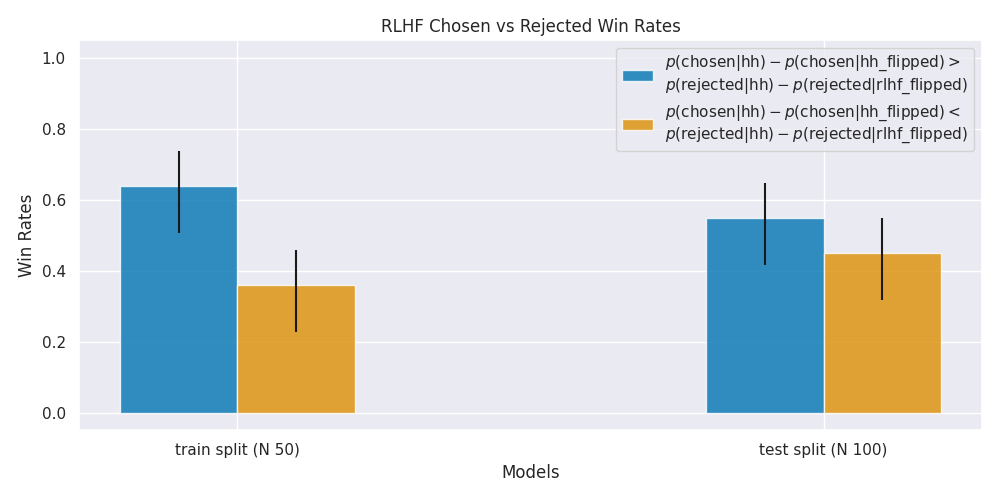 RLHF Chosen vs Rejected Win Rates
1.0
0.8
0.6
0.4
0.2
0.0
Win Rates
p(chosen|hh) − p(chosen|hh_flipped) >
p(rejected|hh) − p(rejected|rlhf_flipped)
p(chosen|hh) − p(chosen|hh_flipped) <
p(rejected|hh) − p(rejected|rlhf_flipped)
train split (N 50)
test split (N 100)
Models